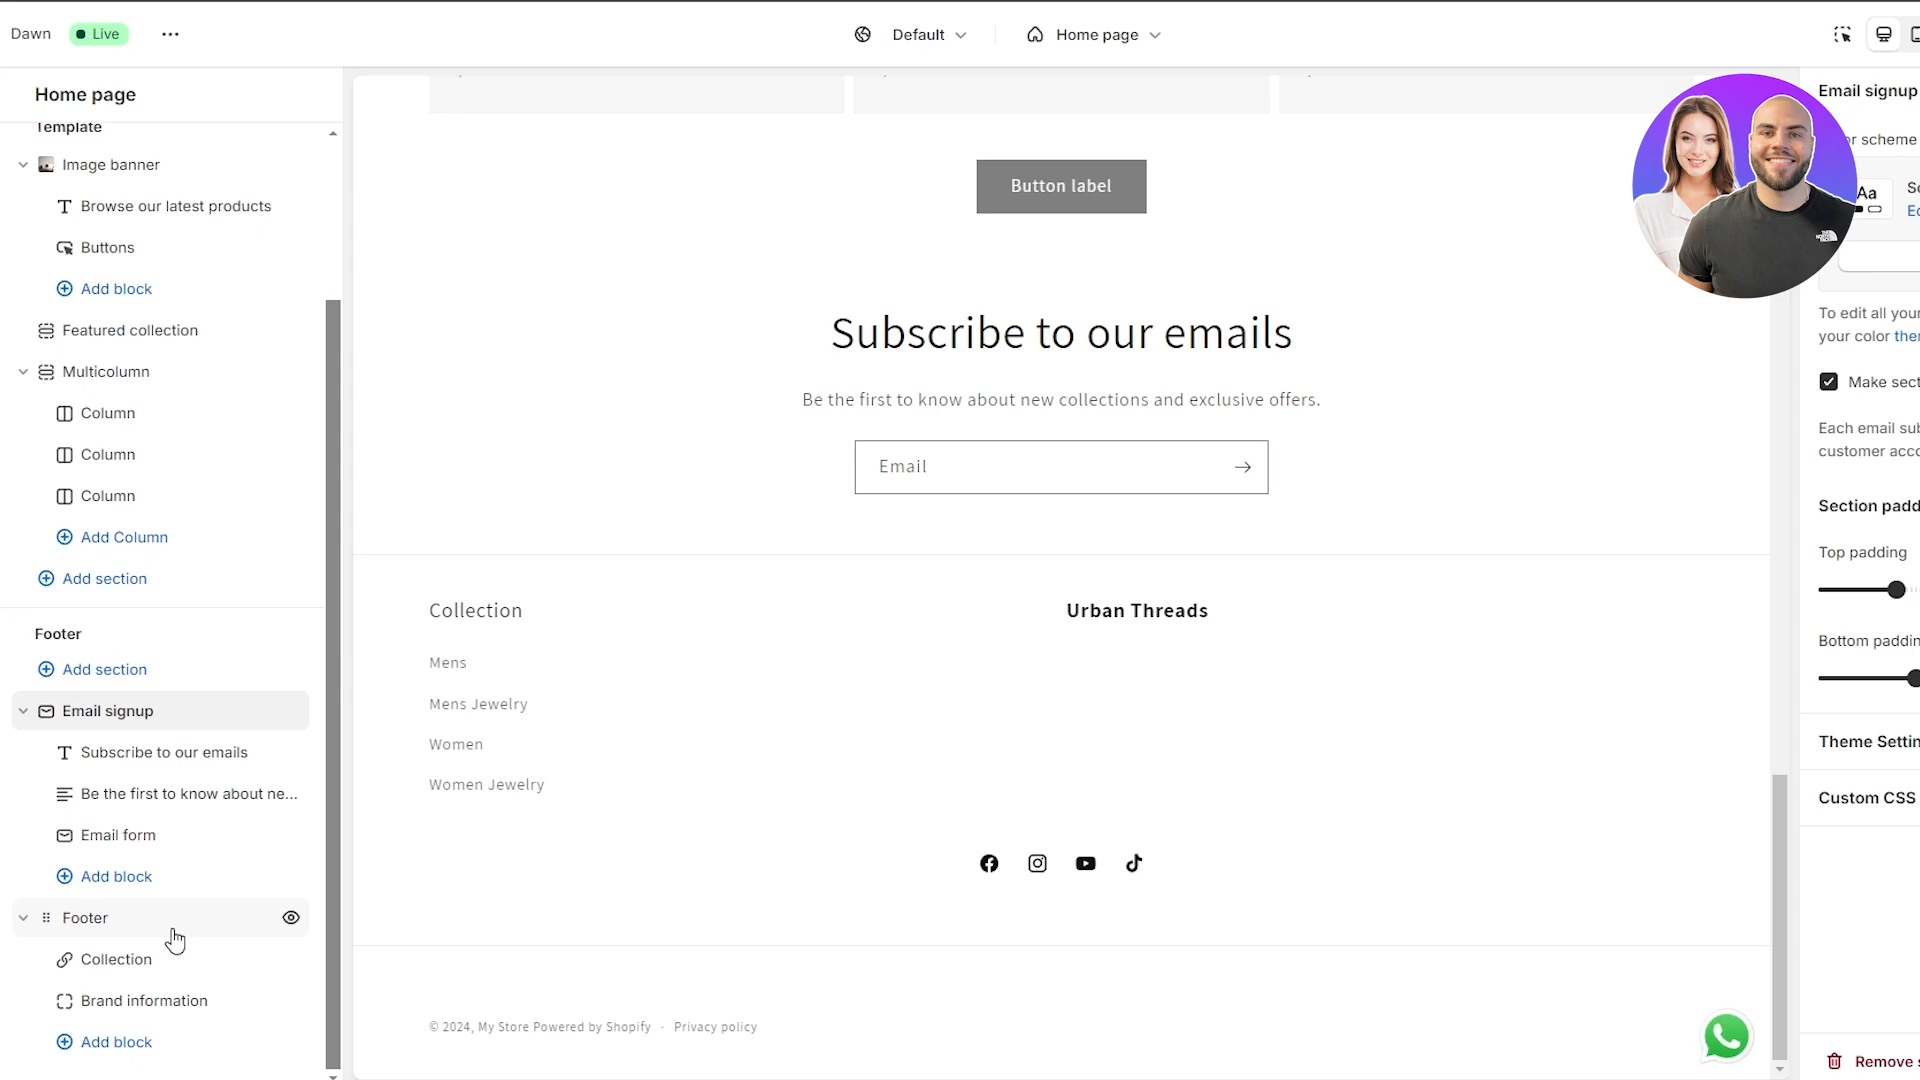 Dawn
Live
Default
Home page
Home page
Template
Image banner
Browse our latest products
Buttons
Add block
Featured collection
Multicolumn
Column
Column
Column
Add Column
Add section
Footer
Add section
Email signup
Subscribe to our emails
Be the first to know about ne...
Email form
Add block
Footer
Collection
Brand information
Add block
Button label
Subscribe to our emails
Be the first to know about new collections and exclusive offers.
Email
Collection
Mens
Mens Jewelry
Women
Women Jewelry
Urban Threads
© 2024, My Store Powered by Shopify · Privacy policy
Email signup
scheme
Aa
To edit all your
your color
Make sect
Each email sub
customer acco
Section padd
Top padding
Bottom paddin
Theme Settin
Custom CSS
Remove s